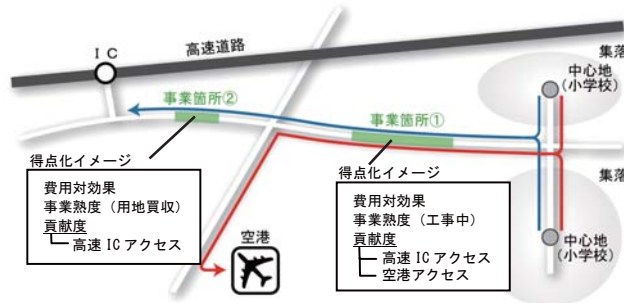 IC
高速道路
集落
中心地
(小学校)
事業箇所②
事業箇所①
得点化イメージ
費用対効果
事業熟度(用地買収)
貢献度
高速 IC アクセス
得点化イメージ
費用対効果
事業熟度(工事中)
貢献度
高速 IC アクセス
空港アクセス
空港
集落
中心地
(小学校)